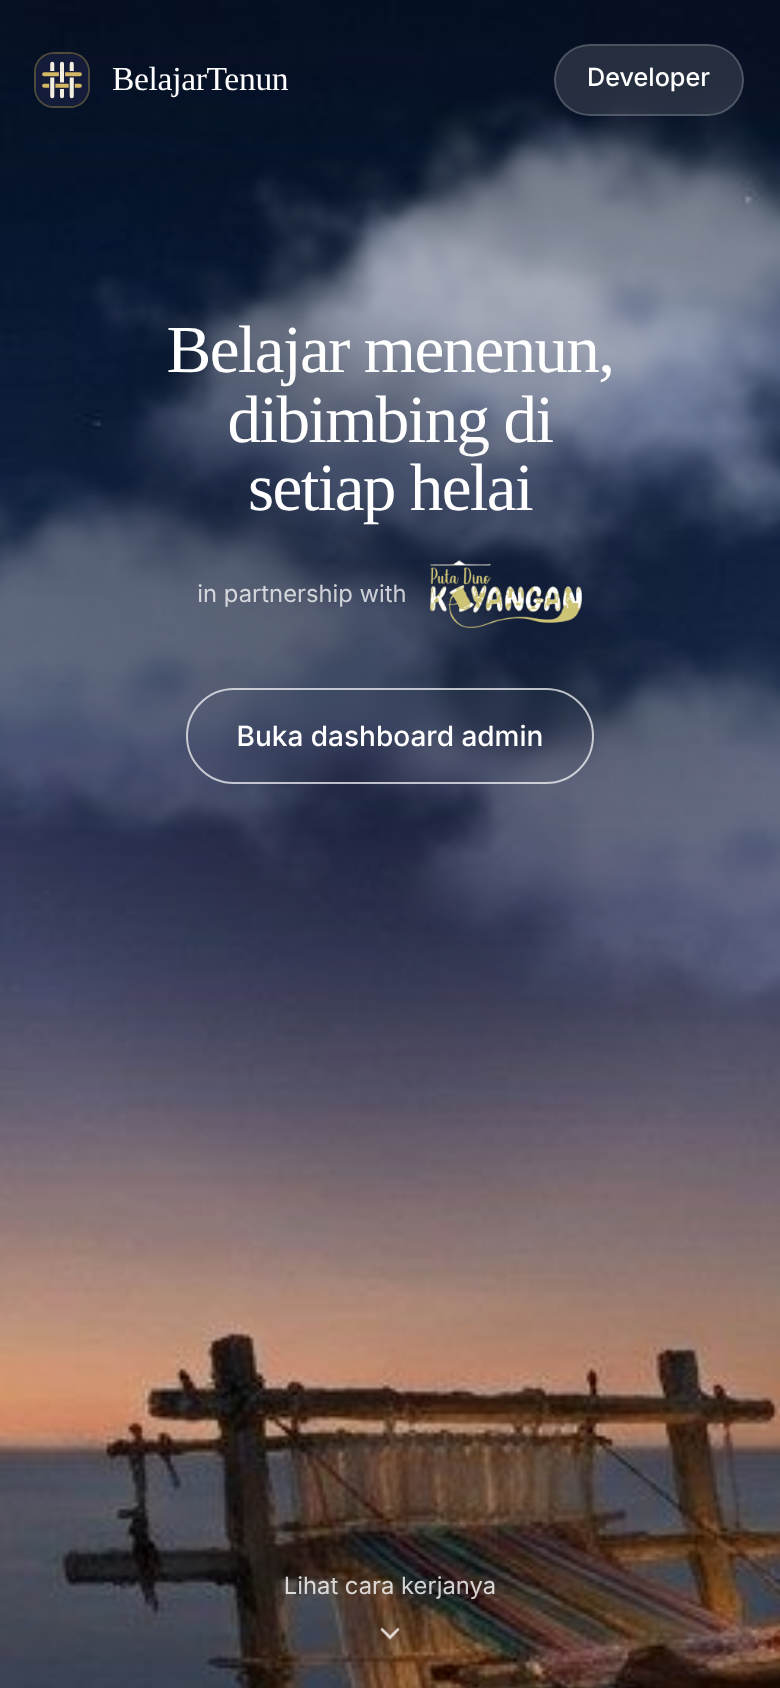 BelajarTenun
Developer
Belajar menenun,
dibimbing di
setiap helai
in partnership with
Puta Dino
KAYANGAN
Buka dashboard admin
Lihat cara kerjanya